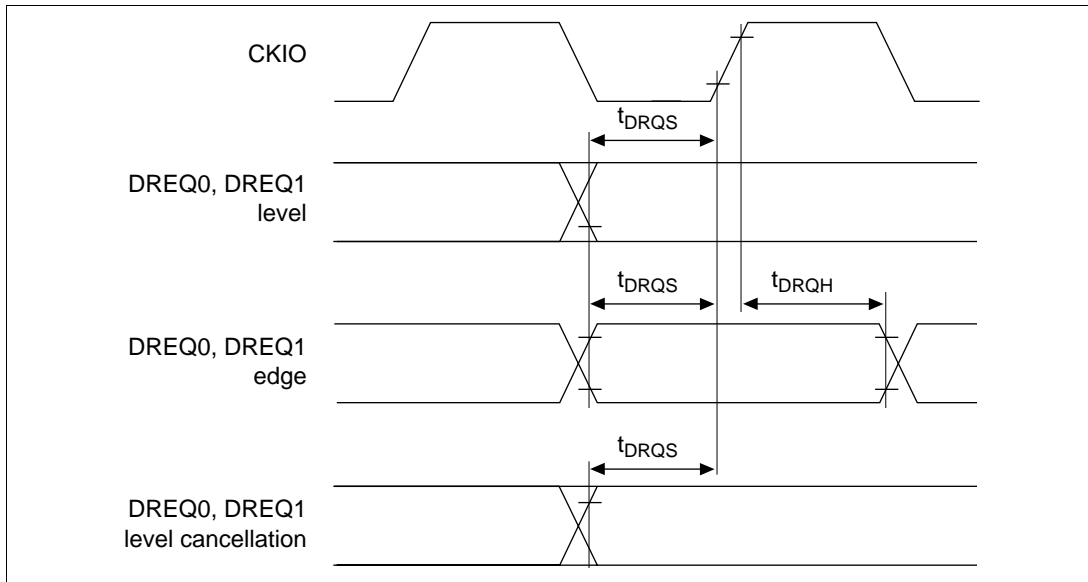 CKIO
tDRQS
DREQ0, DREQ1
level
tDRQS
tDRQH
DREQ0, DREQ1
edge
tDRQS
DREQ0, DREQ1
level cancellation